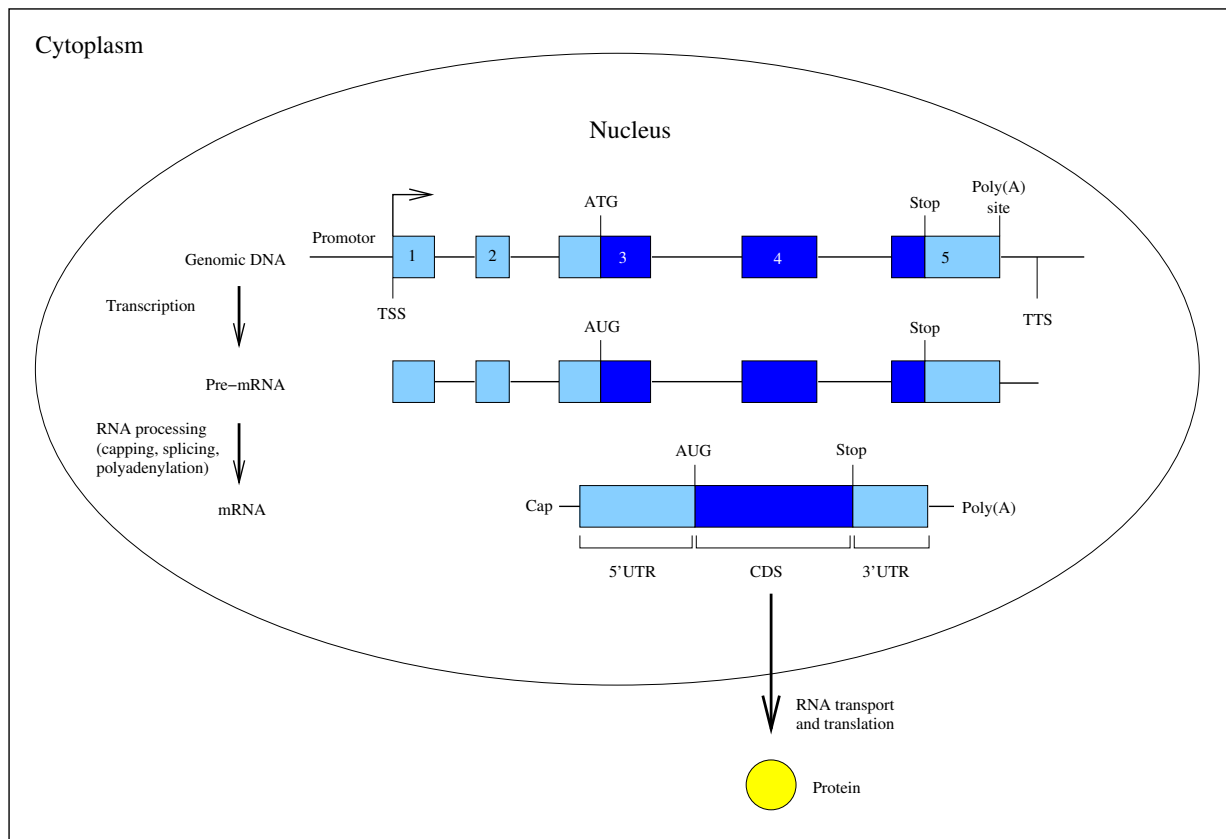 Cytoplasm
Nucleus
Poly(A)
site
ATG
Stop
Promotor
Genomic DNA
1
2
3
4
5
Transcription
TSS
TTS
AUG
Stop
Pre−mRNA
RNA processing
(capping, splicing,
polyadenylation)
AUG
Stop
mRNA
Cap
Poly(A)
5'UTR
CDS
3'UTR
RNA transport
and translation
Protein